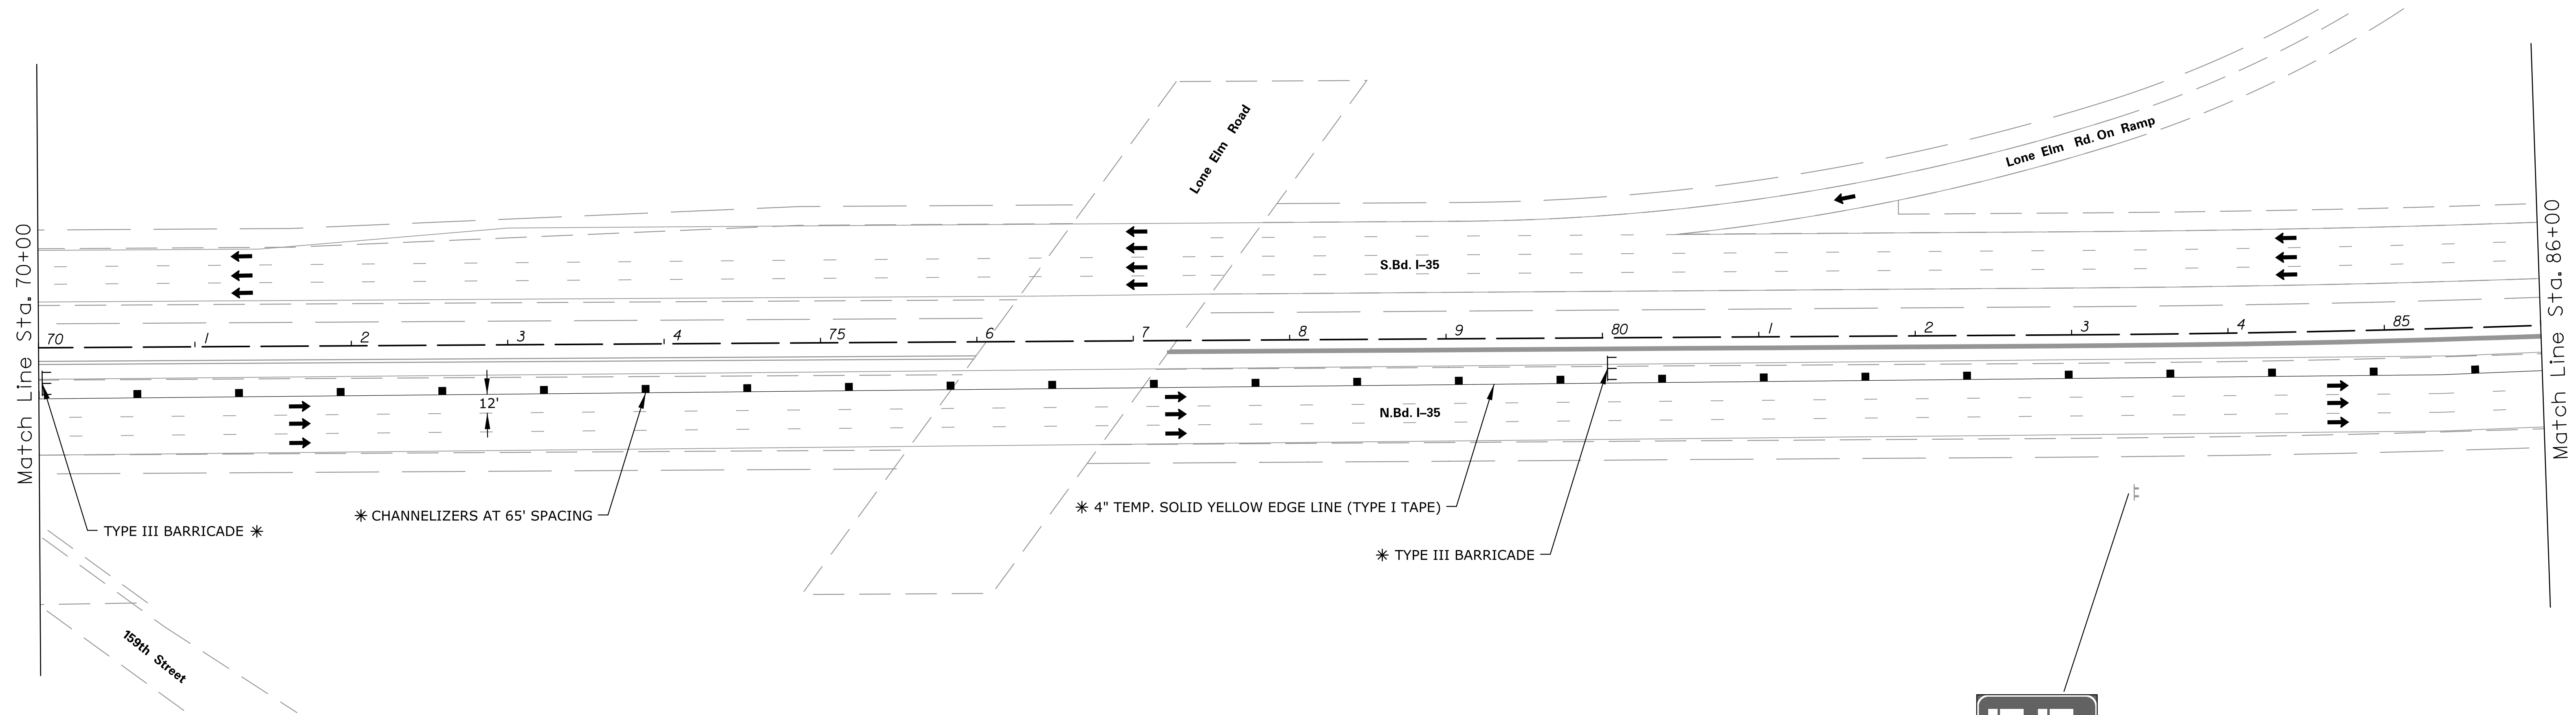 Lone Elm Road
Lone Elm Rd. On Ramp
Match Line Sta. 70+00
Match Line Sta. 86+00
S.Bd. I-35
70 1 2 3 4 75 6 7 8 9 80 1 2 3 4 85
12'
N.Bd. I-35
TYPE III BARRICADE ✳
✳ CHANNELIZERS AT 65' SPACING
✳ 4" TEMP. SOLID YELLOW EDGE LINE (TYPE I TAPE)
✳ TYPE III BARRICADE
159th Street